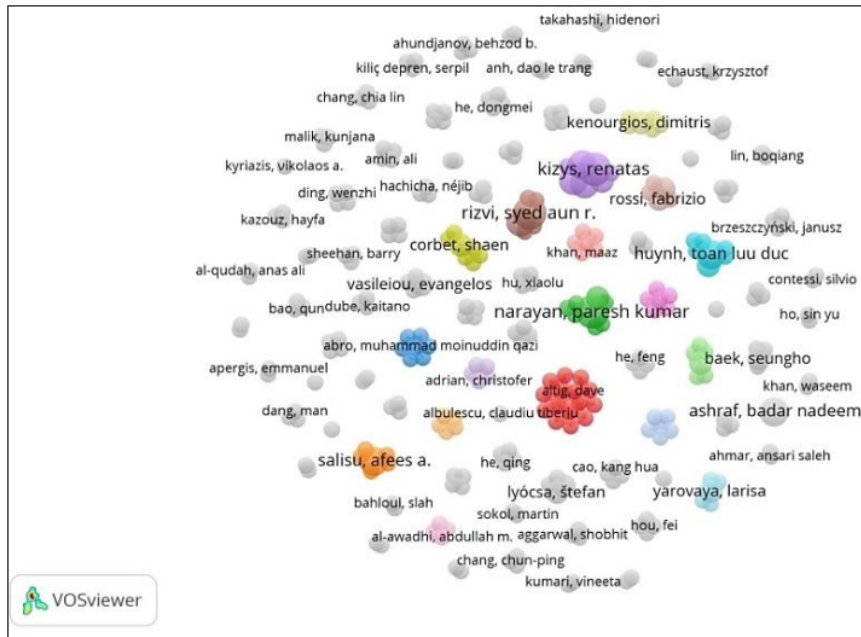 takahashi, hidenori
ahundjanov, behzod b.
kiliç depren, serpil
anh, dao le trang
echaust, krzysztof
chang, chia lin
he, dongmei
kenourgios, dimitris
malik, kunjana
amin, ali
lin, boqiang
kyriazis, vikolaos a.
kizys, renatas
ding, wenzhi
hachicha, néjib
rossi, fabrizio
kazouz, hayfa
rizvi, syed aun r.
brzeszczyński, janusz
corbet, shaen
sheehan, barry
khan, maaz
huynh, toan luu duc
al-qudah, anas ali
vasileiou, evangelos
hu, xiaolu
contessi, silvio
bao, qun
dube, kaitano
narayan, paresh kumar
ho, sin yu
abro, muhammad moinuddin qazi
baek, seungho
he, feng
apergis, emmanuel
adrian, christofer
altig, dave
khan, waseem
dang, man
albulescu, claudiu tiberiu
ashraf, badar nadeem
salisu, afees a.
he, qing
cao, kang hua
ahmar, ansari saleh
lyócsa, štefan
yarovaya, larisa
bahloul, slah
sokol, martin
hou, fei
al-awadhi, abdullah m.
aggarwal, shobhit
chang, chun-ping
kumari, vineeta
VOSviewer